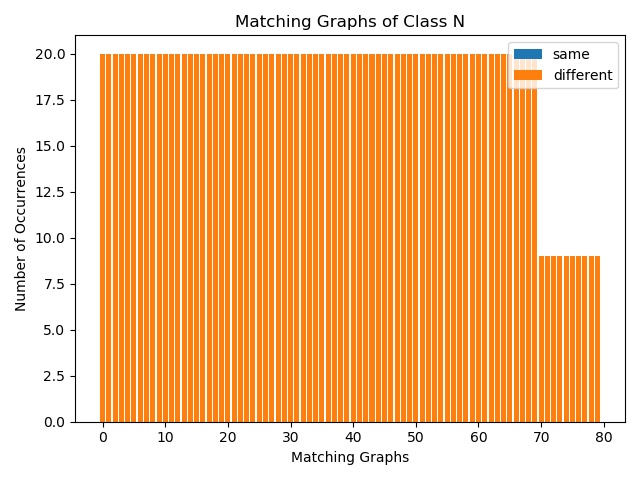 Matching Graphs of Class N
same
different
Number of Occurrences
20.0
17.5
15.0
12.5
10.0
7.5
5.0
2.5
0.0
0 10 20 30 40 50 60 70 80
Matching Graphs